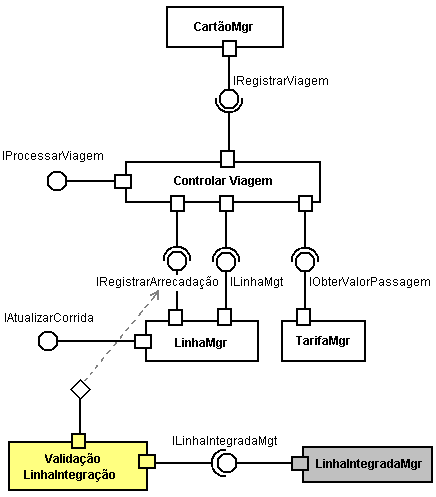 CartãoMgr
IRegistrarViagem
IProcessarViagem
Controlar Viagem
IRegistrarArrecadação
ILinhaMgt
IObterValorPassagem
IAtualizarCorrida
LinhaMgr
TarifaMgr
ILinhaIntegradaMgt
Validação
LinhaIntegração
LinhaIntegradaMgr